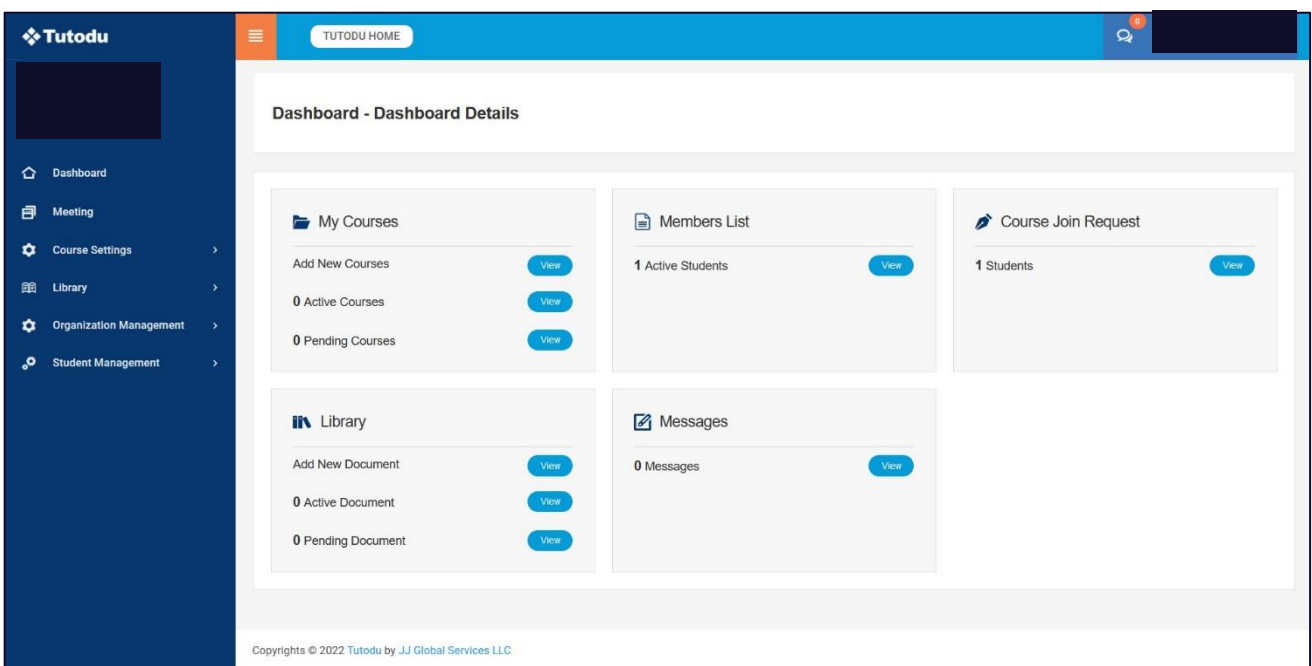 Tutodu
TUTODU HOME
0
Dashboard
Meeting
Course Settings
Library
Organization Management
Student Management
Dashboard - Dashboard Details
My Courses
Add New Courses View
0 Active Courses View
0 Pending Courses View
Members List
1 Active Students View
Course Join Request
1 Students View
Library
Add New Document View
0 Active Document View
0 Pending Document View
Messages
0 Messages View
Copyrights © 2022 Tutodu by JJ Global Services LLC